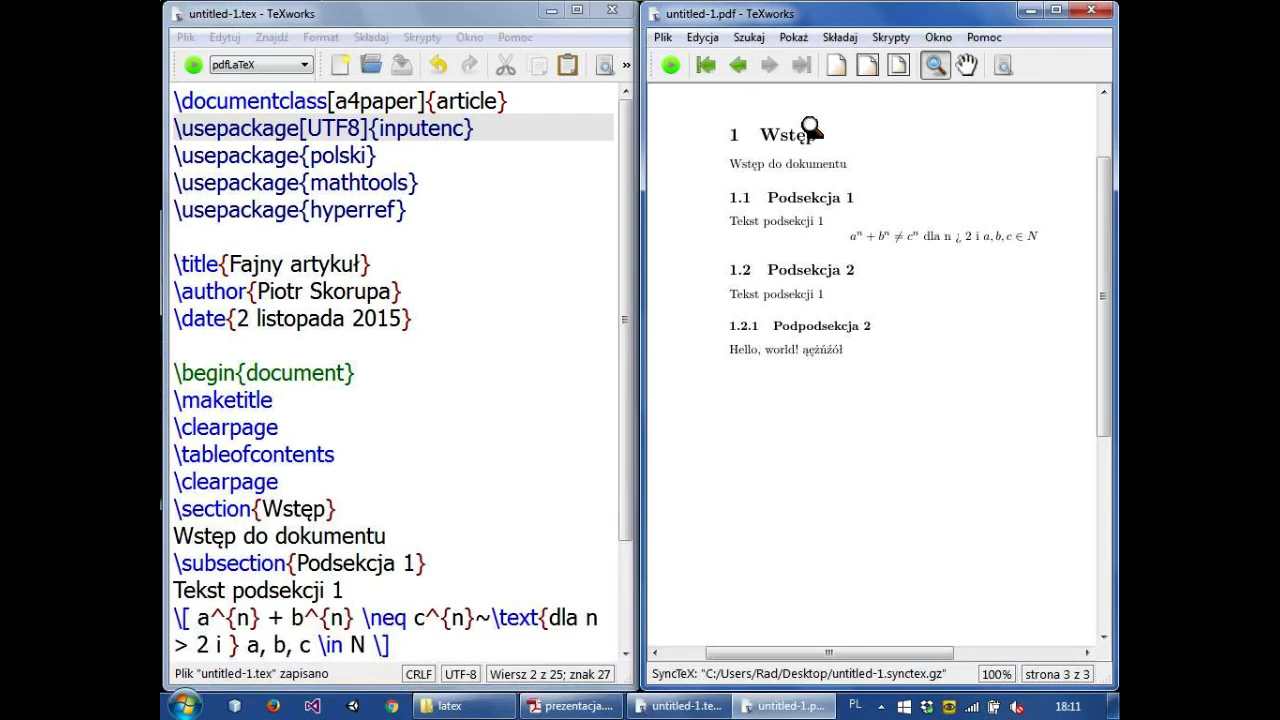 untitled-1.tex - TeXworks
Plik Edytuj Znajdź Format Składaj Skrypty Okno Pomoc
pdfLaTeX
»
\documentclass[a4paper]{article}
\usepackage[UTF8]{inputenc}
\usepackage{polski}
\usepackage{mathtools}
\usepackage{hyperref}
\title{Fajny artykuł}
\author{Piotr Skorupa}
\date{2 listopada 2015}
\begin{document}
\maketitle
\clearpage
\tableofcontents
\clearpage
\section{Wstęp}
Wstęp do dokumentu
\subsection{Podsekcja 1}
Tekst podsekcji 1
\[ a^{n} + b^{n} \neq c^{n}~\text{dla n
> 2 i } a, b, c \in N \]
Plik "untitled-1.tex" zapisano CRLF UTF-8 Wiersz 2 z 25; znak 27
untitled-1.pdf - TeXworks
Plik Edycja Szukaj Pokaż Składaj Skrypty Okno Pomoc
1 Wstęp
Wstęp do dokumentu
1.1 Podsekcja 1
Tekst podsekcji 1
aⁿ + bⁿ ≠ cⁿ dla n ¿ 2 i a, b, c ∈ N
1.2 Podsekcja 2
Tekst podsekcji 1
1.2.1 Podpodsekcja 2
Hello, world! ąężńźół
SyncTeX: "C:/Users/Rad/Desktop/untitled-1.synctex.gz" 100% strona 3 z 3
latex prezentacja.... untitled-1.te... untitled-1.p... PL 18:11